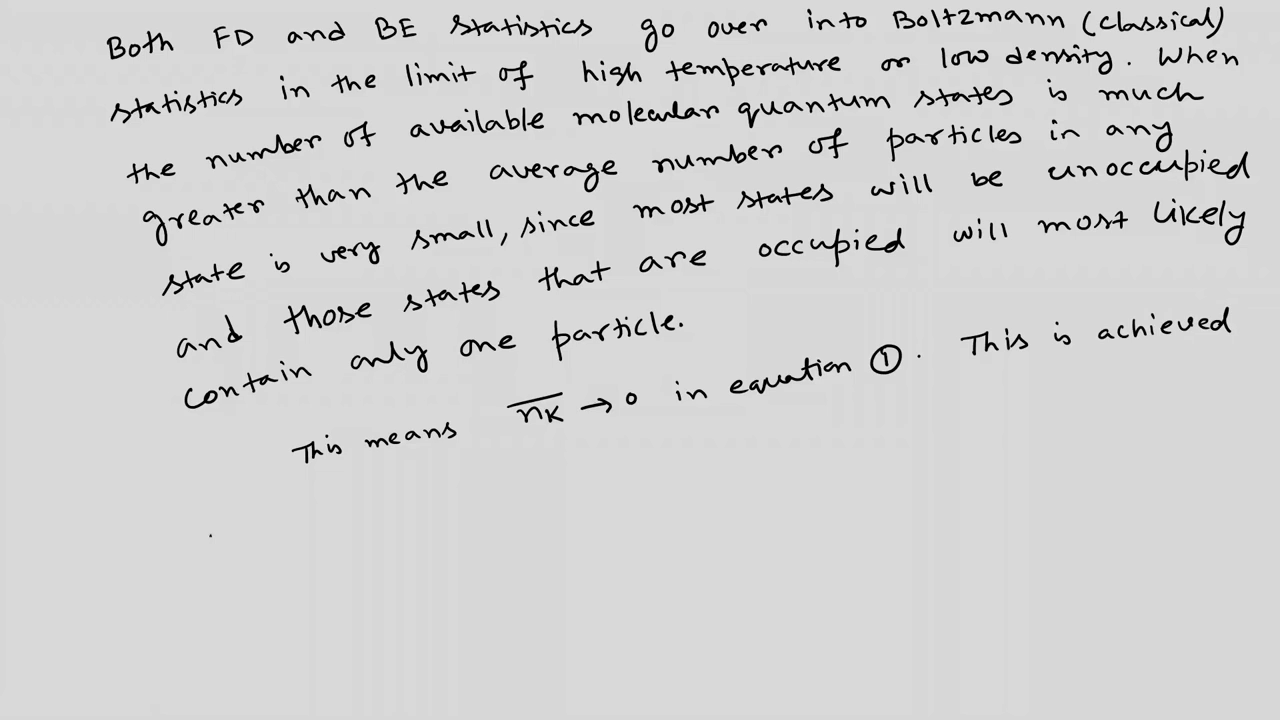 Both FD and BE statistics go over into Boltzmann (classical)
statistics in the limit of high temperature or low density. When
the number of available molecular quantum states is much
greater than the average number of particles in any
state is very small, since most states will be unoccupied
and those states that are occupied will most likely
contain only one particle.
This means \overline{n_K} → 0 in equation ①. This is achieved